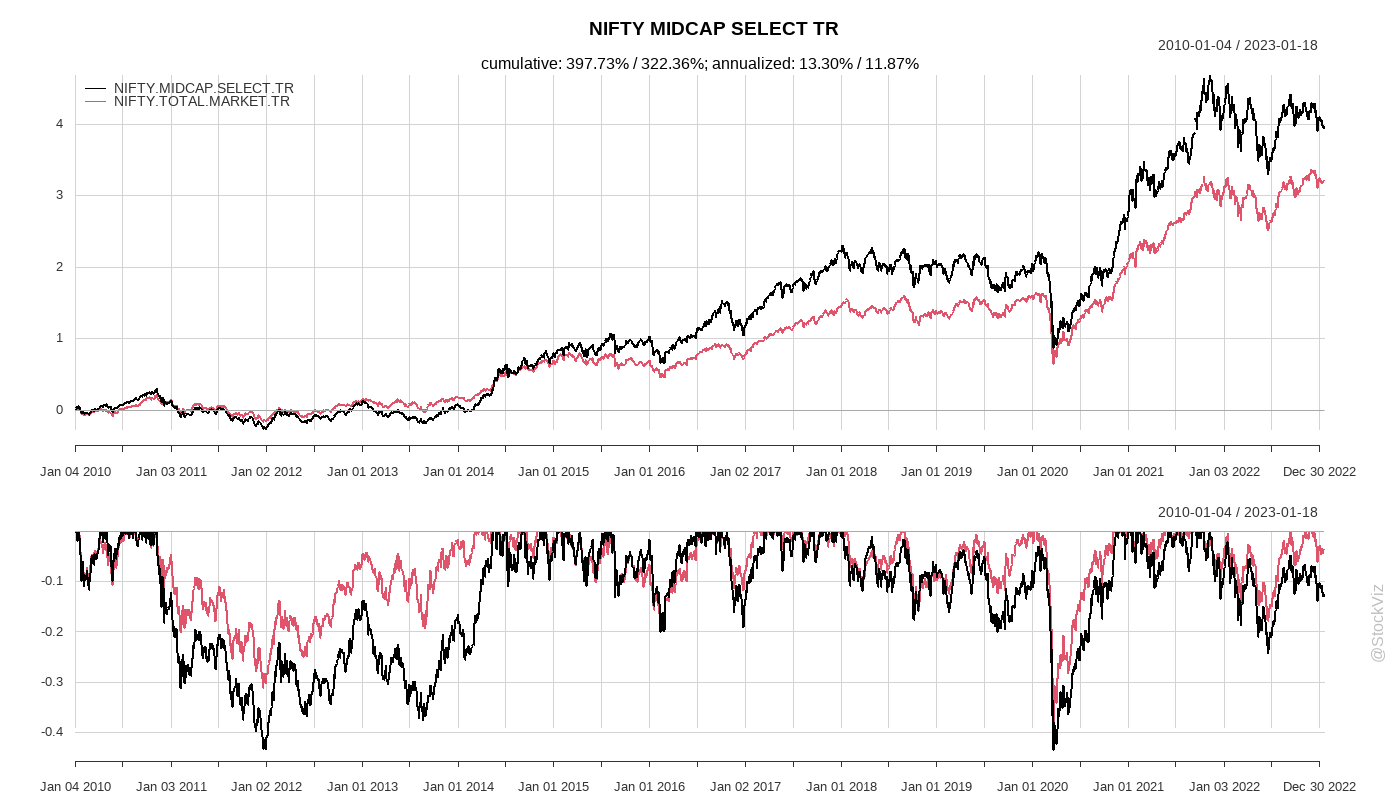 NIFTY MIDCAP SELECT TR
2010-01-04 / 2023-01-18
cumulative: 397.73% / 322.36%; annualized: 13.30% / 11.87%
NIFTY.MIDCAP.SELECT.TR
NIFTY.TOTAL.MARKET.TR
4
3
2
1
0
Jan 04 2010 Jan 03 2011 Jan 02 2012 Jan 01 2013 Jan 01 2014 Jan 01 2015 Jan 01 2016 Jan 02 2017 Jan 01 2018 Jan 01 2019 Jan 01 2020 Jan 01 2021 Jan 03 2022 Dec 30 2022
2010-01-04 / 2023-01-18
-0.1
-0.2
-0.3
-0.4
Jan 04 2010 Jan 03 2011 Jan 02 2012 Jan 01 2013 Jan 01 2014 Jan 01 2015 Jan 01 2016 Jan 02 2017 Jan 01 2018 Jan 01 2019 Jan 01 2020 Jan 01 2021 Jan 03 2022 Dec 30 2022
@StockViz